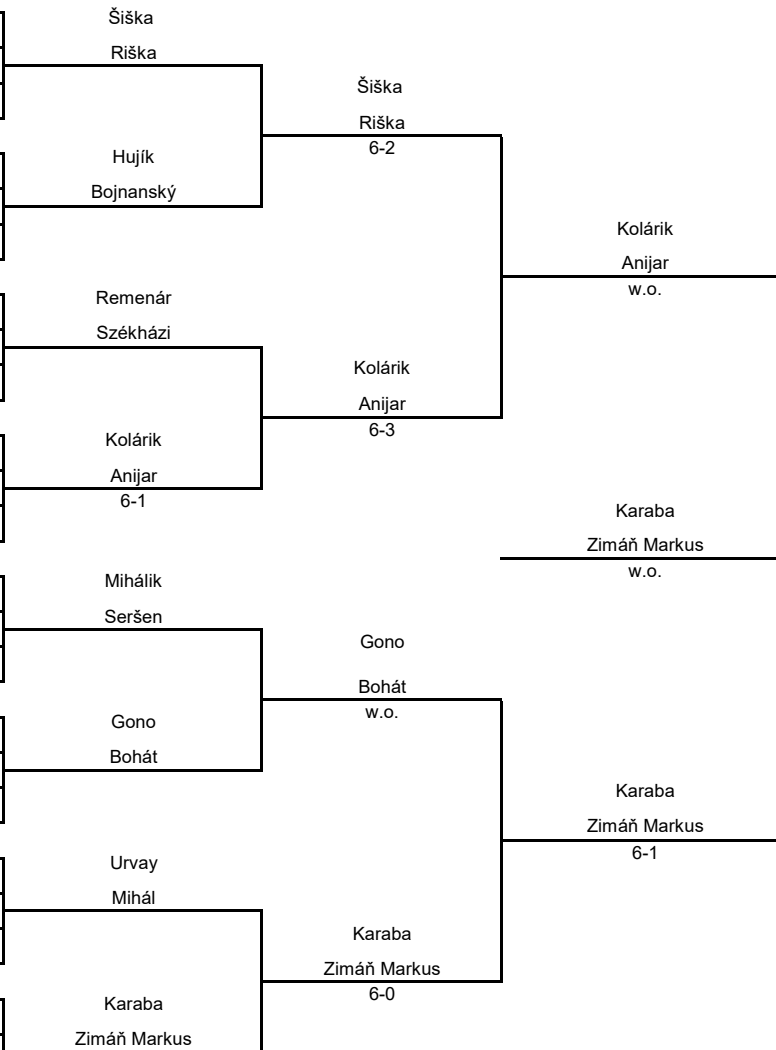 Šiška
Riška
Šiška
Riška
6-2
Hujík
Bojnanský
Kolárik
Anijar
w.o.
Remenár
Székházi
Kolárik
Anijar
6-3
Kolárik
Anijar
6-1
Karaba
Zimáň Markus
w.o.
Mihálik
Seršen
Gono
Bohát
w.o.
Gono
Bohát
Karaba
Zimáň Markus
6-1
Urvay
Mihál
Karaba
Zimáň Markus
6-0
Karaba
Zimáň Markus